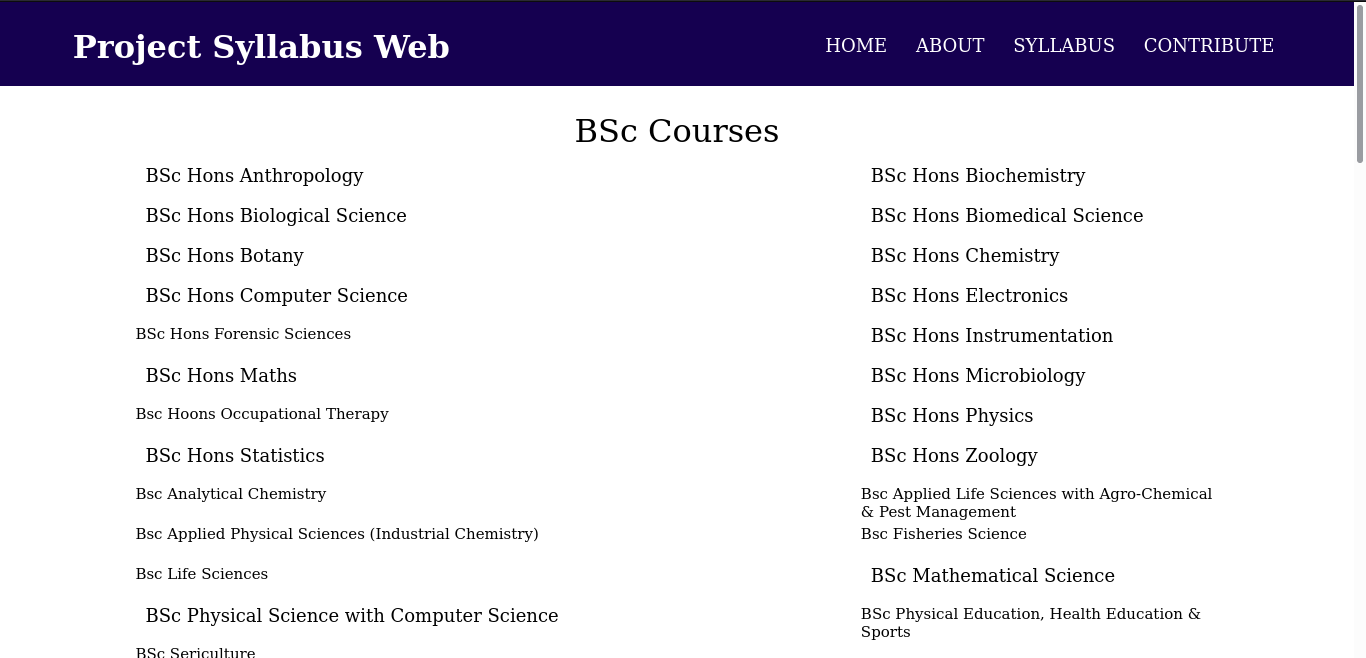 Project Syllabus Web
HOME ABOUT SYLLABUS CONTRIBUTE
BSc Courses
BSc Hons Anthropology
BSc Hons Biochemistry
BSc Hons Biological Science
BSc Hons Biomedical Science
BSc Hons Botany
BSc Hons Chemistry
BSc Hons Computer Science
BSc Hons Electronics
BSc Hons Forensic Sciences
BSc Hons Instrumentation
BSc Hons Maths
BSc Hons Microbiology
Bsc Hoons Occupational Therapy
BSc Hons Physics
BSc Hons Statistics
BSc Hons Zoology
Bsc Analytical Chemistry
Bsc Applied Life Sciences with Agro-Chemical
& Pest Management
Bsc Applied Physical Sciences (Industrial Chemistry)
Bsc Fisheries Science
Bsc Life Sciences
BSc Mathematical Science
BSc Physical Science with Computer Science
BSc Physical Education, Health Education &
Sports
BSc Sericulture